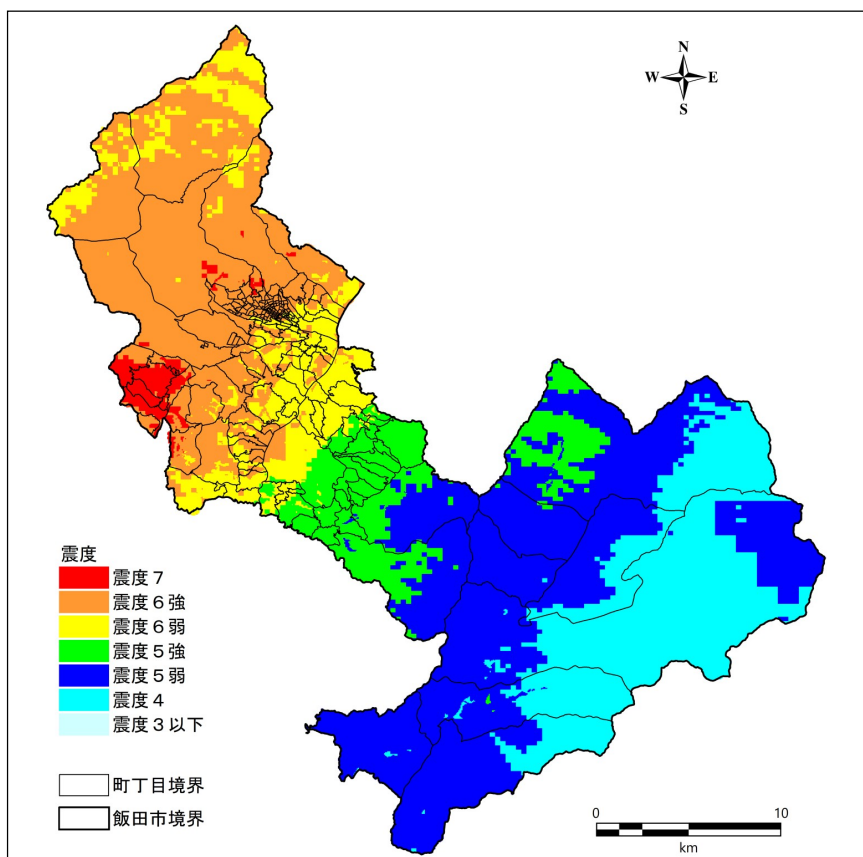 N
W E
S
震度
震度7
震度6強
震度6弱
震度5強
震度5弱
震度4
震度3以下
町丁目境界
飯田市境界
0 10
km